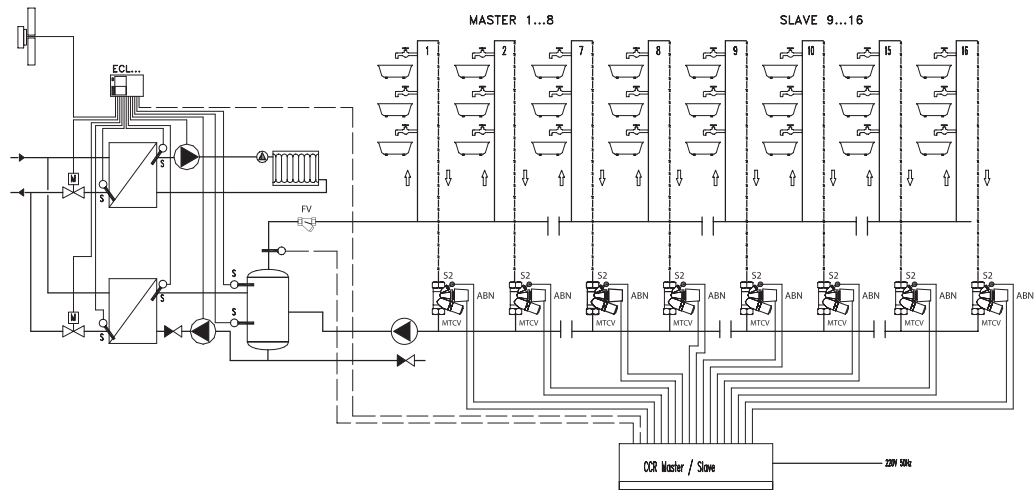 MASTER 1...8
SLAVE 9...16
1
2
7
8
9
10
15
16
ECL...
M
S
S
FV
S
S
M
S
S
S2
ABN
MTCV
S2
ABN
MTCV
S2
ABN
MTCV
S2
ABN
MTCV
S2
ABN
MTCV
S2
ABN
MTCV
S2
ABN
MTCV
S2
ABN
MTCV
CCR Master / Slave
220V 50Hz